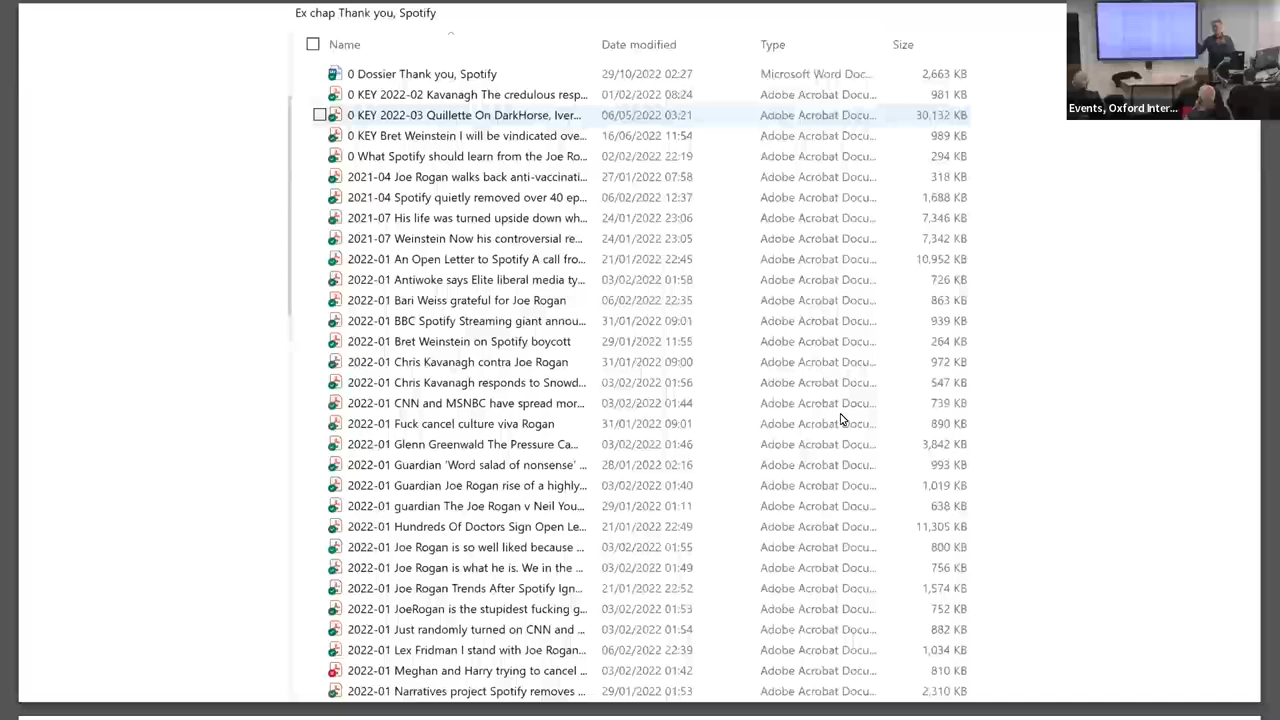 Ex chap Thank you, Spotify
Name Date modified Type Size
0 Dossier Thank you, Spotify 29/10/2022 02:27 Microsoft Word Doc... 2,663 KB
0 KEY 2022-02 Kavanagh The credulous resp... 01/02/2022 08:24 Adobe Acrobat Docu... 981 KB
0 KEY 2022-03 Quillette On DarkHorse, Iver... 06/05/2022 03:21 Adobe Acrobat Docu... 30,132 KB
0 KEY Bret Weinstein I will be vindicated ove... 16/06/2022 11:54 Adobe Acrobat Docu... 989 KB
0 What Spotify should learn from the Joe Ro... 02/02/2022 22:19 Adobe Acrobat Docu... 294 KB
2021-04 Joe Rogan walks back anti-vaccinati... 27/01/2022 07:58 Adobe Acrobat Docu... 318 KB
2021-04 Spotify quietly removed over 40 ep... 06/02/2022 12:37 Adobe Acrobat Docu... 1,688 KB
2021-07 His life was turned upside down wh... 24/01/2022 23:06 Adobe Acrobat Docu... 7,346 KB
2021-07 Weinstein Now his controversial re... 24/01/2022 23:05 Adobe Acrobat Docu... 7,342 KB
2022-01 An Open Letter to Spotify A call fro... 21/01/2022 22:45 Adobe Acrobat Docu... 10,952 KB
2022-01 Antiwoke says Elite liberal media ty... 03/02/2022 01:58 Adobe Acrobat Docu... 726 KB
2022-01 Bari Weiss grateful for Joe Rogan 06/02/2022 22:35 Adobe Acrobat Docu... 863 KB
2022-01 BBC Spotify Streaming giant annou... 31/01/2022 09:01 Adobe Acrobat Docu... 939 KB
2022-01 Bret Weinstein on Spotify boycott 29/01/2022 11:55 Adobe Acrobat Docu... 264 KB
2022-01 Chris Kavanagh contra Joe Rogan 31/01/2022 09:00 Adobe Acrobat Docu... 972 KB
2022-01 Chris Kavanagh responds to Snowd... 03/02/2022 01:56 Adobe Acrobat Docu... 547 KB
2022-01 CNN and MSNBC have spread mor... 03/02/2022 01:44 Adobe Acrobat Docu... 739 KB
2022-01 Fuck cancel culture viva Rogan 31/01/2022 09:01 Adobe Acrobat Docu... 890 KB
2022-01 Glenn Greenwald The Pressure Ca... 03/02/2022 01:46 Adobe Acrobat Docu... 3,842 KB
2022-01 Guardian 'Word salad of nonsense' ... 28/01/2022 02:16 Adobe Acrobat Docu... 993 KB
2022-01 Guardian Joe Rogan rise of a highly... 03/02/2022 01:40 Adobe Acrobat Docu... 1,019 KB
2022-01 guardian The Joe Rogan v Neil You... 29/01/2022 01:11 Adobe Acrobat Docu... 638 KB
2022-01 Hundreds Of Doctors Sign Open Le... 21/01/2022 22:49 Adobe Acrobat Docu... 11,305 KB
2022-01 Joe Rogan is so well liked because ... 03/02/2022 01:55 Adobe Acrobat Docu... 800 KB
2022-01 Joe Rogan is what he is. We in the ... 03/02/2022 01:49 Adobe Acrobat Docu... 756 KB
2022-01 Joe Rogan Trends After Spotify Ign... 21/01/2022 22:52 Adobe Acrobat Docu... 1,574 KB
2022-01 JoeRogan is the stupidest fucking g... 03/02/2022 01:53 Adobe Acrobat Docu... 752 KB
2022-01 Just randomly turned on CNN and ... 03/02/2022 01:54 Adobe Acrobat Docu... 882 KB
2022-01 Lex Fridman I stand with Joe Rogan... 06/02/2022 22:39 Adobe Acrobat Docu... 1,034 KB
2022-01 Meghan and Harry trying to cancel ... 03/02/2022 01:42 Adobe Acrobat Docu... 810 KB
2022-01 Narratives project Spotify removes ... 29/01/2022 01:53 Adobe Acrobat Docu... 2,310 KB
Events, Oxford Inter...